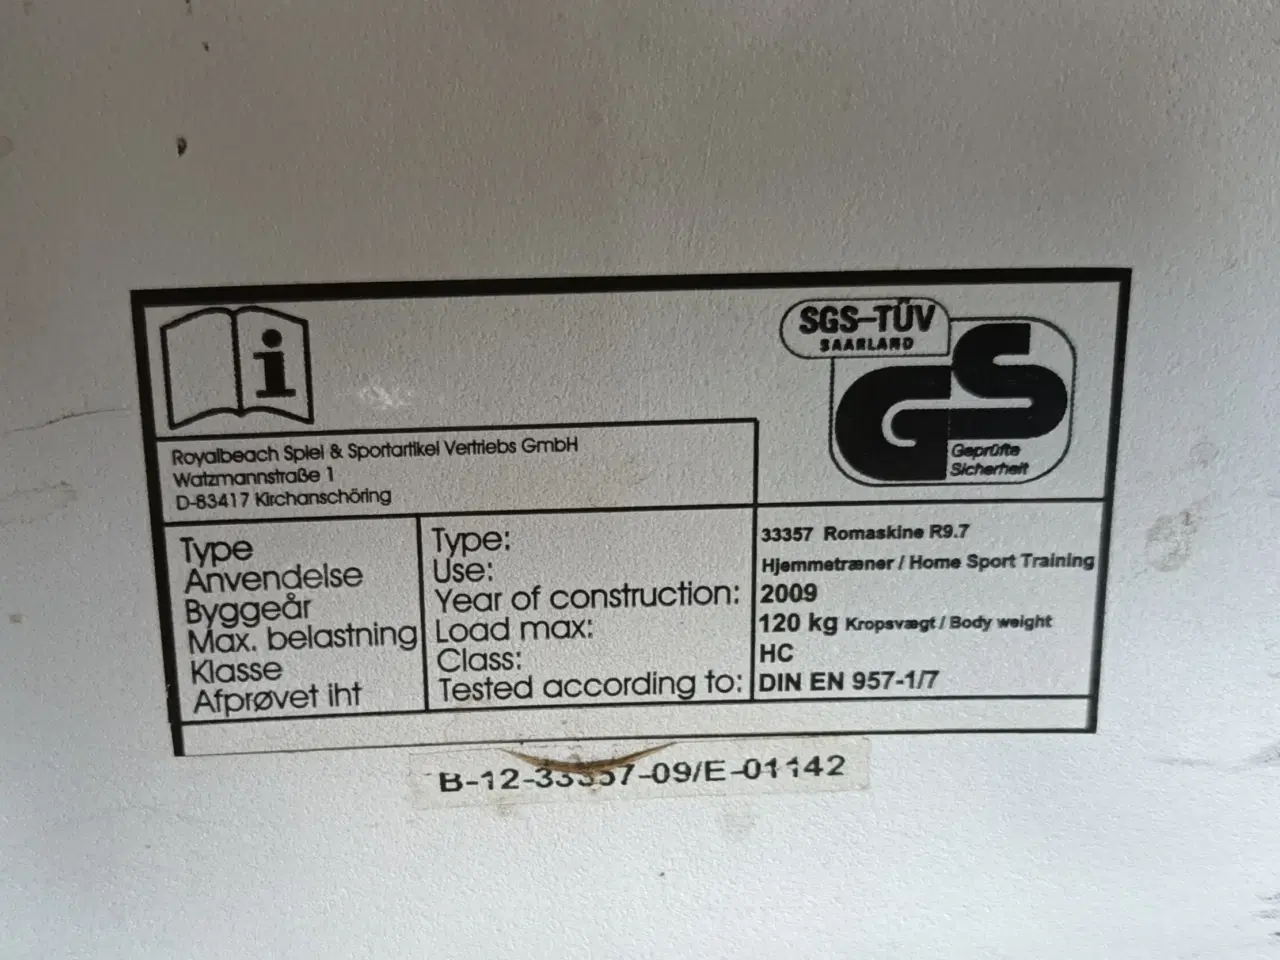 i
SGS-TÜV
SAARLAND
GS
Geprüfte
Sicherheit
Royalbeach Spiel & Sportartikel Vertriebs GmbH
Watzmannstraße 1
D-83417 Kirchanschöring
Type Type: 33357 Romaskine R9.7
Anvendelse Use: Hjemmetræner / Home Sport Training
Byggeår Year of construction: 2009
Max. belastning Load max: 120 kg Kropsvægt / Body weight
Klasse Class: HC
Afprøvet iht Tested according to: DIN EN 957-1/7
B-12-33357-09/E-01142